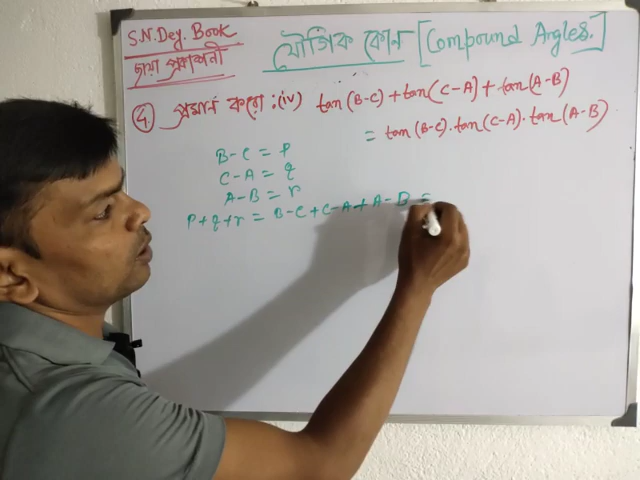 S.N.Dey. Book
ছায়া প্রকাশনী
যৌগিক কোন [Compound Angles.]
④ প্রমাণ করো : (iv) tan(B-C)+tan(C-A)+tan(A-B)
= tan(B-C).tan(C-A).tan(A-B)
B-C = p
C-A = q
A-B = r
p+q+r = B-C+C-A+A-B =